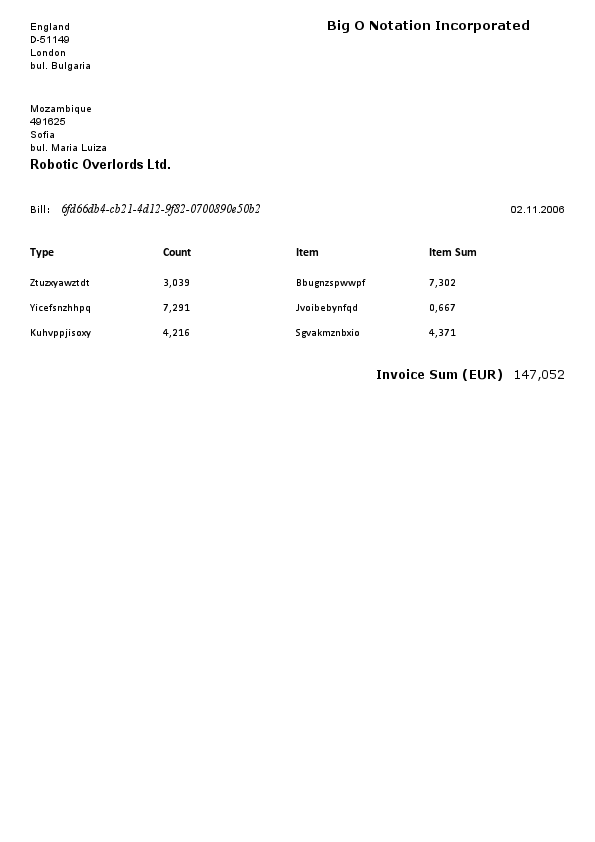 England
Big O Notation Incorporated
D-51149
London
bul. Bulgaria
Mozambique
491625
Sofia
bul. Maria Luiza
Robotic Overlords Ltd.
Bill: 6fd66db4-cb21-4d12-9f82-0700890e50b2 02.11.2006
Type Count Item Item Sum
Ztuzxyawztdt 3,039 Bbugnzspwwpf 7,302
Yicefsnzhhpq 7,291 Jvoibebynfqd 0,667
Kuhvppjisoxy 4,216 Sgvakmznbxio 4,371
Invoice Sum (EUR) 147,052